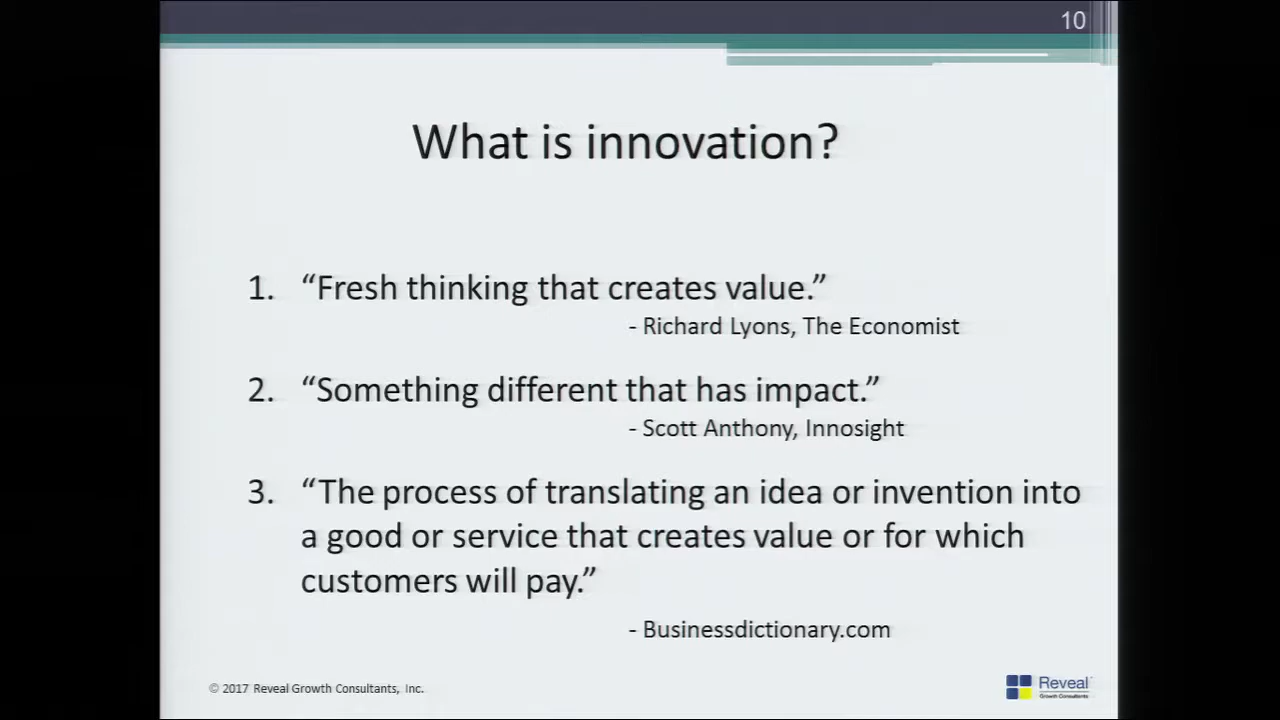 10
What is innovation?
1. “Fresh thinking that creates value.”
- Richard Lyons, The Economist
2. “Something different that has impact.”
- Scott Anthony, Innosight
3. “The process of translating an idea or invention into
a good or service that creates value or for which
customers will pay.”
- Businessdictionary.com
© 2017 Reveal Growth Consultants, Inc.
Reveal
Growth Consultants